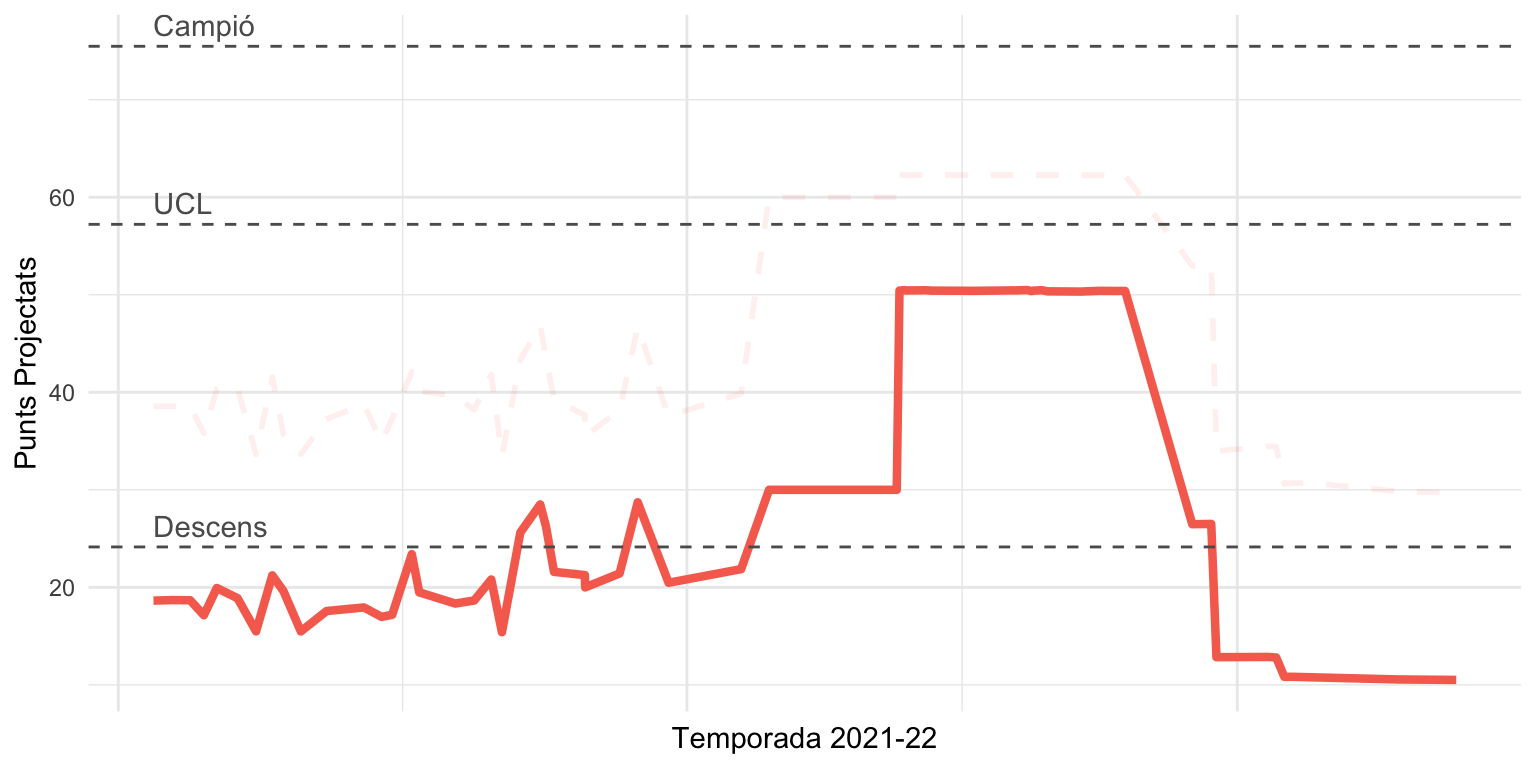 Campió
UCL
Descens
60
40
20
Punts Projectats
Temporada 2021-22